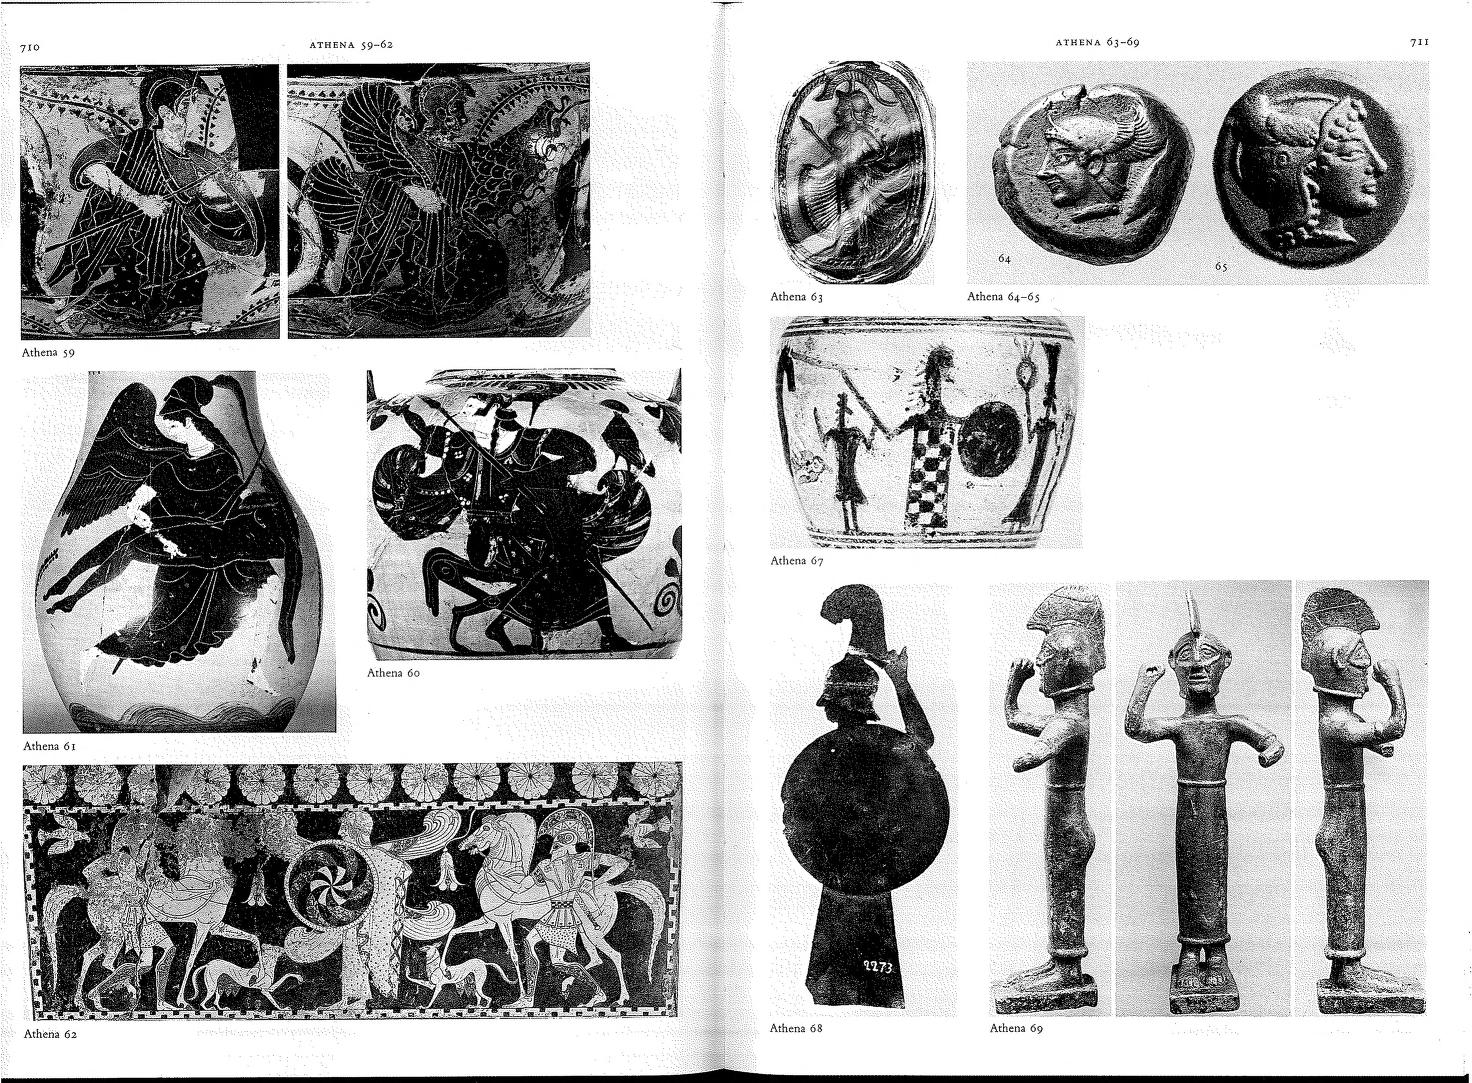 710
ATHENA 59–62
Athena 59
Athena 60
Athena 61
Athena 62
ATHENA 63–69
711
Athena 63
64
65
Athena 64–65
Athena 67
2273
Athena 68
Athena 69